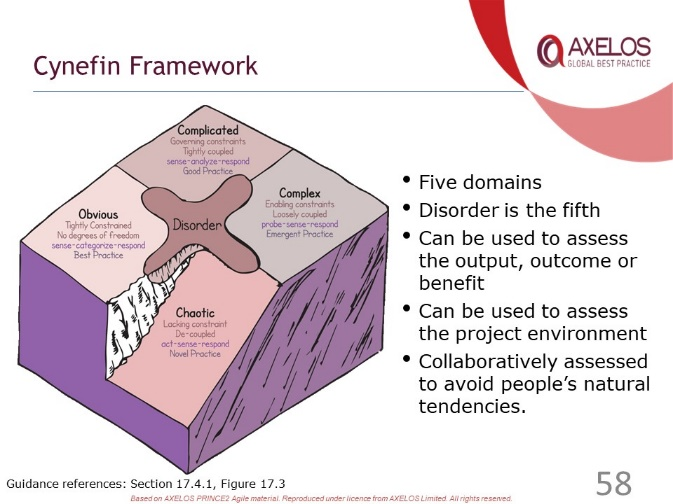 AXELOS
GLOBAL BEST PRACTICE
Cynefin Framework
Complicated
Governing constraints
Tightly coupled
sense-analyze-respond
Good Practice
Complex
Enabling constraints
Loosely coupled
probe-sense-respond
Emergent Practice
Obvious
Tightly Constrained
No degrees of freedom
sense-categorize-respond
Best Practice
Disorder
Chaotic
Lacking constraint
De-coupled
act-sense-respond
Novel Practice
• Five domains
• Disorder is the fifth
• Can be used to assess
the output, outcome or
benefit
• Can be used to assess
the project environment
• Collaboratively assessed
to avoid people's natural
tendencies.
Guidance references: Section 17.4.1, Figure 17.3
58
Based on AXELOS PRINCE2 Agile material. Reproduced under licence from AXELOS Limited. All rights reserved.